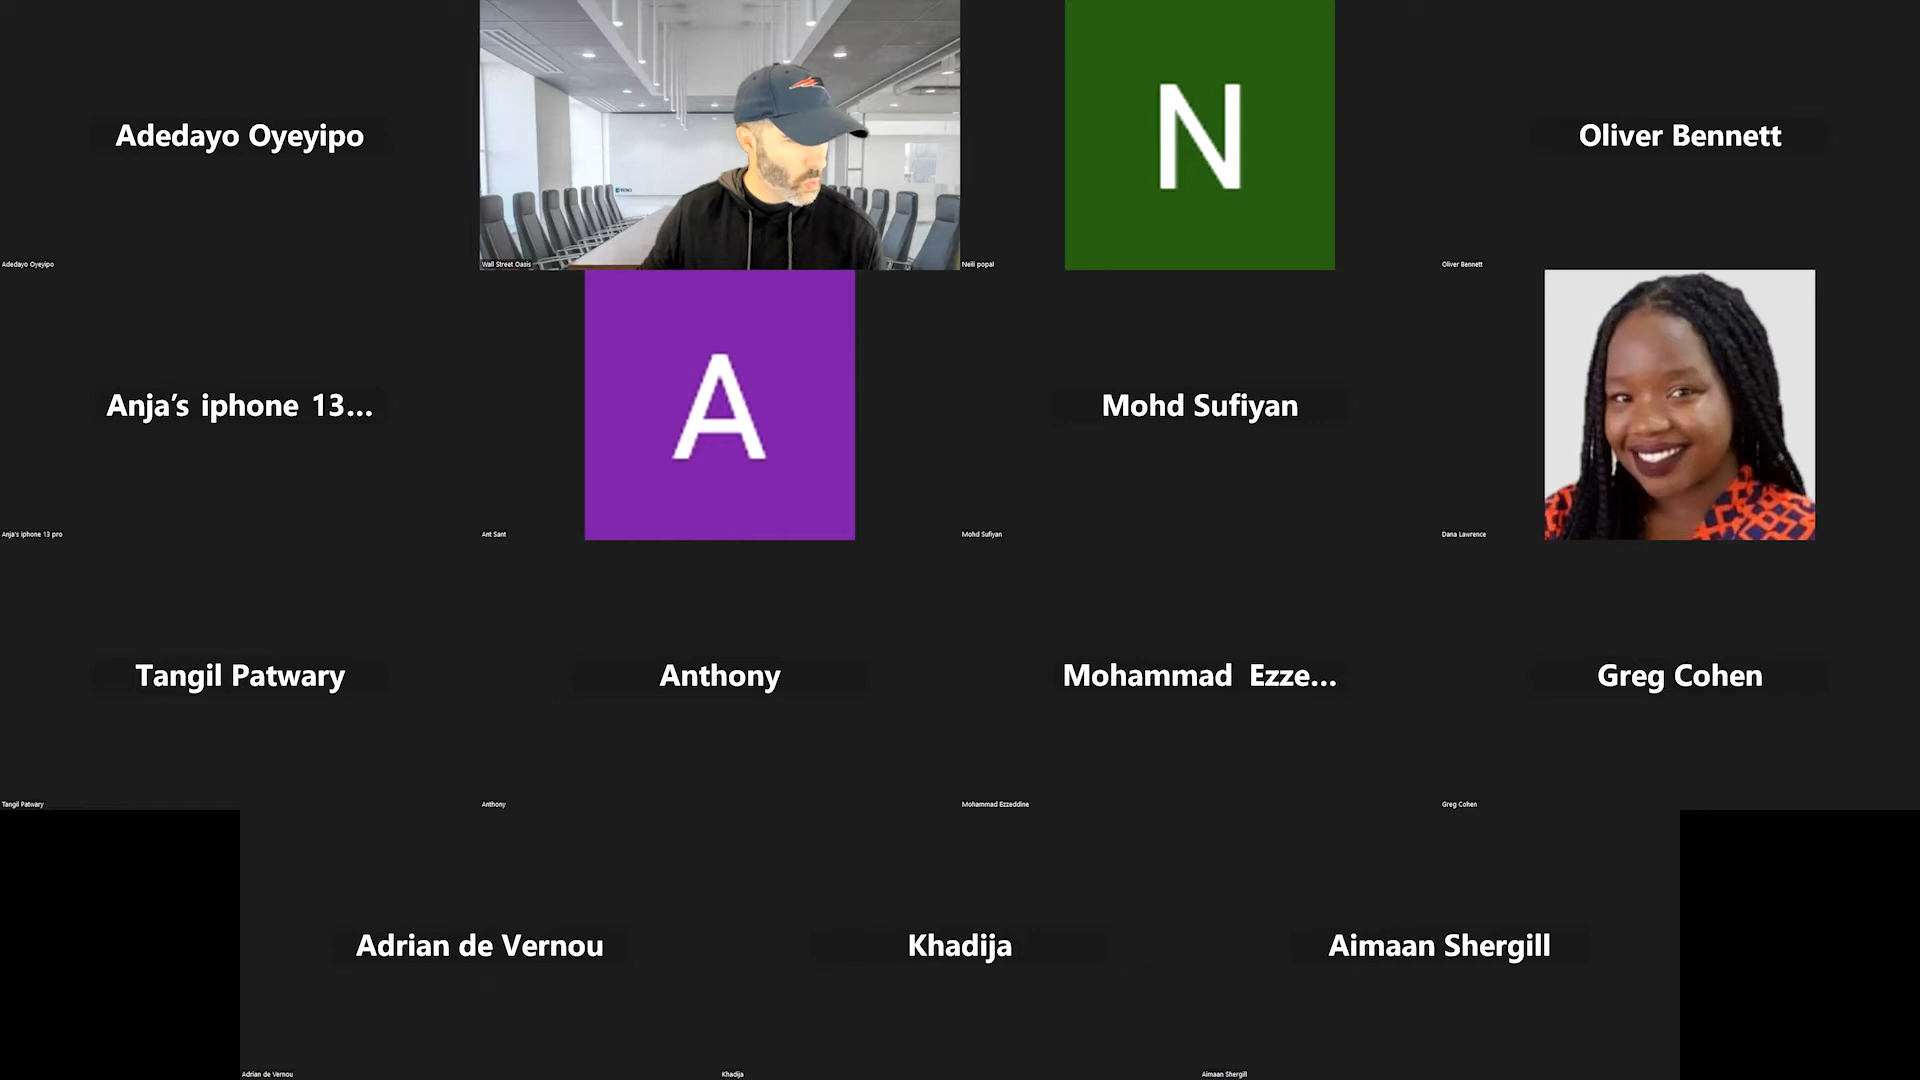 Adedayo Oyeyipo
N
Oliver Bennett
Adedayo Oyeyipo
Wall Street Oasis
Neili popal
Oliver Bennett
Anja's iphone 13...
A
Mohd Sufiyan
Anja's iphone 13 pro
Ant Sant
Mohd Sufiyan
Dana Lawrence
Tangil Patwary
Anthony
Mohammad Ezze...
Greg Cohen
Tangil Patwary
Anthony
Mohammad Ezzeddine
Greg Cohen
Adrian de Vernou
Khadija
Aimaan Shergill
Adrian de Vernou
Khadija
Aimaan Shergill